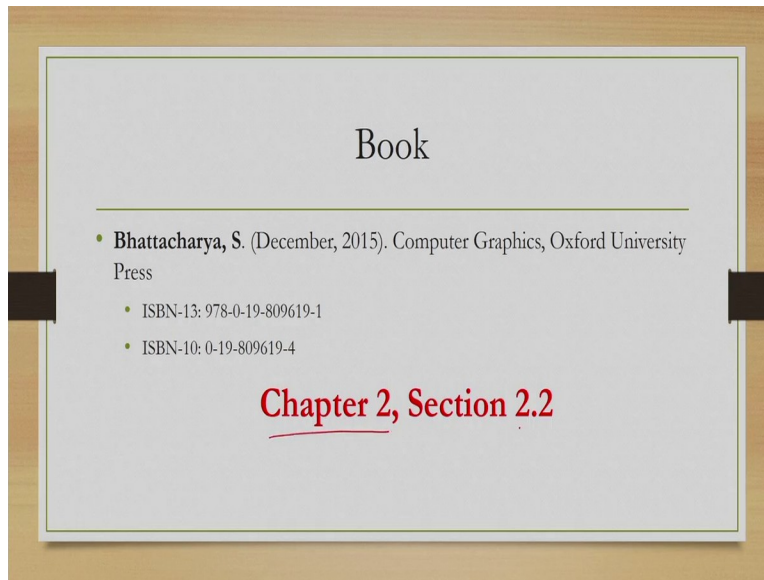 Book
• Bhattacharya, S. (December, 2015). Computer Graphics, Oxford University
Press
• ISBN-13: 978-0-19-809619-1
• ISBN-10: 0-19-809619-4
Chapter 2, Section 2.2